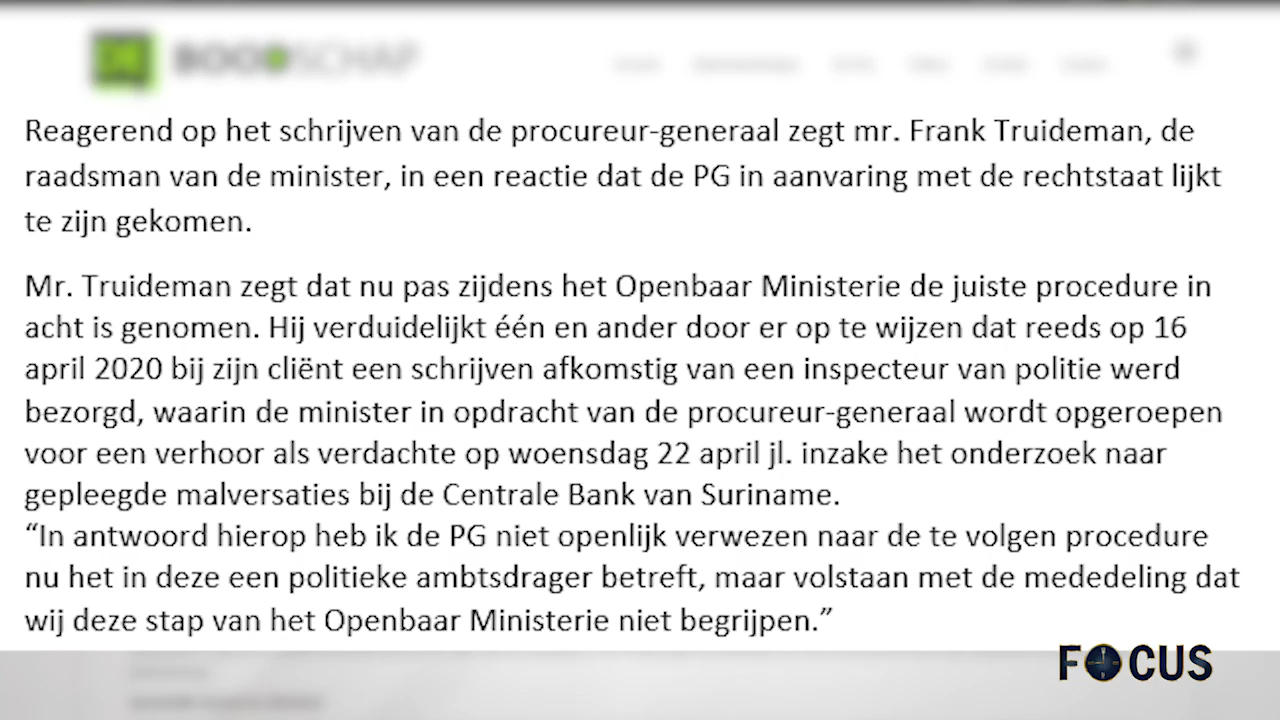 BOODSCHAP
Reagerend op het schrijven van de procureur-generaal zegt mr. Frank Truideman, de
raadsman van de minister, in een reactie dat de PG in aanvaring met de rechtstaat lijkt
te zijn gekomen.
Mr. Truideman zegt dat nu pas zijdens het Openbaar Ministerie de juiste procedure in
acht is genomen. Hij verduidelijkt één en ander door er op te wijzen dat reeds op 16
april 2020 bij zijn cliënt een schrijven afkomstig van een inspecteur van politie werd
bezorgd, waarin de minister in opdracht van de procureur-generaal wordt opgeroepen
voor een verhoor als verdachte op woensdag 22 april jl. inzake het onderzoek naar
gepleegde malversaties bij de Centrale Bank van Suriname.
“In antwoord hierop heb ik de PG niet openlijk verwezen naar de te volgen procedure
nu het in deze een politieke ambtsdrager betreft, maar volstaan met de mededeling dat
wij deze stap van het Openbaar Ministerie niet begrijpen.”
FOCUS